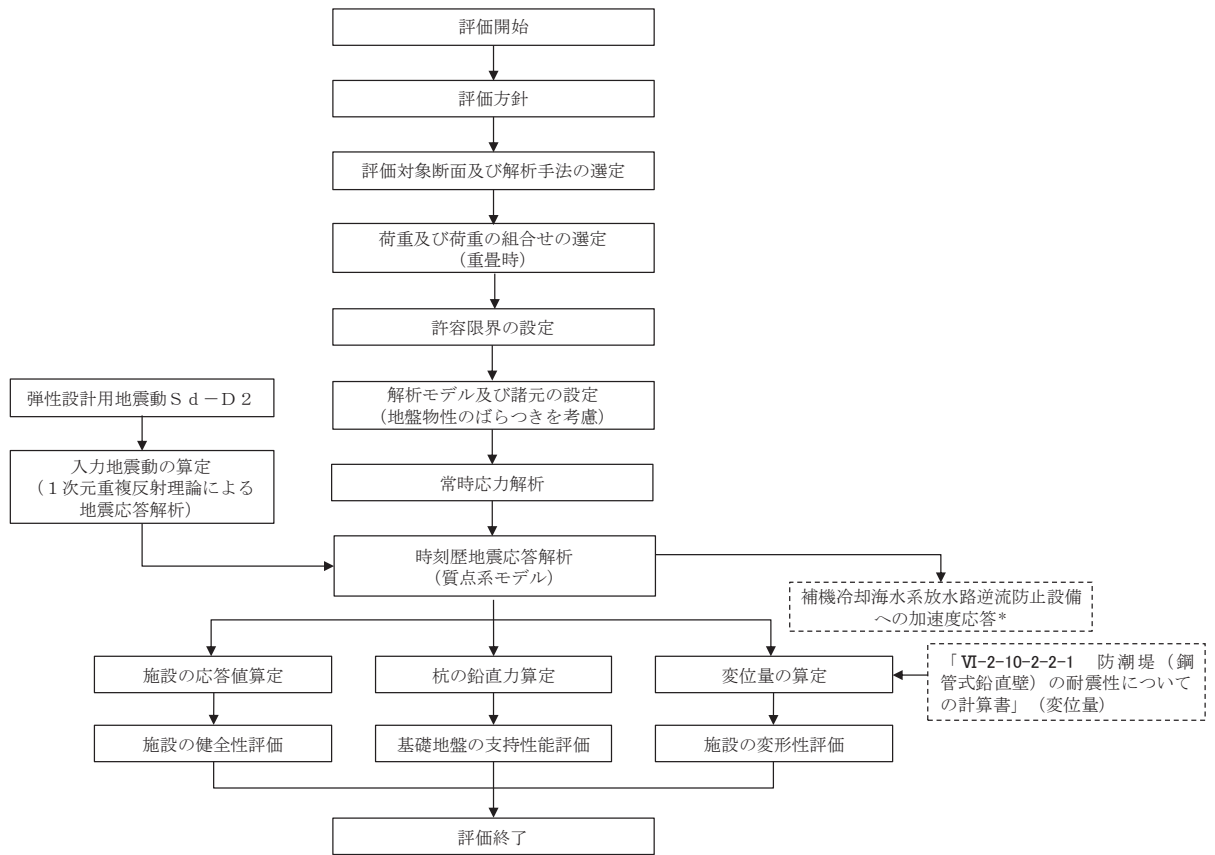 評価開始
評価方針
評価対象断面及び解析手法の選定
荷重及び荷重の組合せの選定
（重畳時）
許容限界の設定
弾性設計用地震動Ｓｄ－Ｄ２
解析モデル及び諸元の設定
（地盤物性のばらつきを考慮）
入力地震動の算定
（１次元重複反射理論による
地震応答解析）
常時応力解析
時刻歴地震応答解析
（質点系モデル）
補機冷却海水系放水路逆流防止設備
への加速度応答*
施設の応答値算定
杭の鉛直力算定
変位量の算定
「Ⅵ-2-10-2-2-1　防潮堤（鋼
管式鉛直壁）の耐震性について
の計算書」（変位量）
施設の健全性評価
基礎地盤の支持性能評価
施設の変形性評価
評価終了